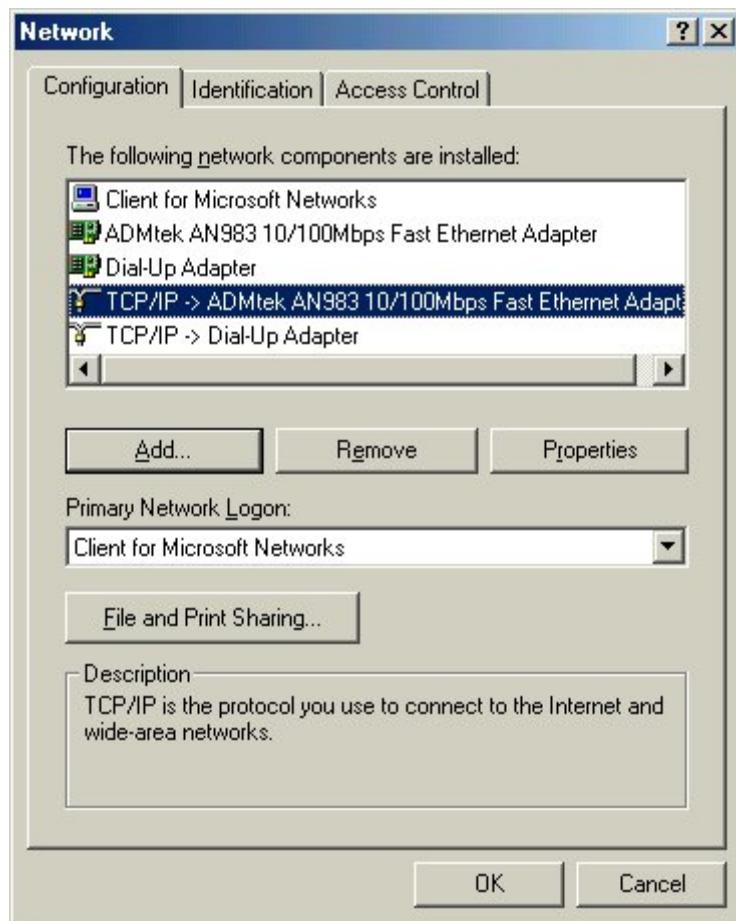 Network
Configuration
Identification
Access Control
The following network components are installed:
Client for Microsoft Networks
ADMtek AN983 10/100Mbps Fast Ethernet Adapter
Dial-Up Adapter
TCP/IP -> ADMtek AN983 10/100Mbps Fast Ethernet Adapt
TCP/IP -> Dial-Up Adapter
Add...
Remove
Properties
Primary Network Logon:
Client for Microsoft Networks
File and Print Sharing...
Description
TCP/IP is the protocol you use to connect to the Internet and
wide-area networks.
OK
Cancel